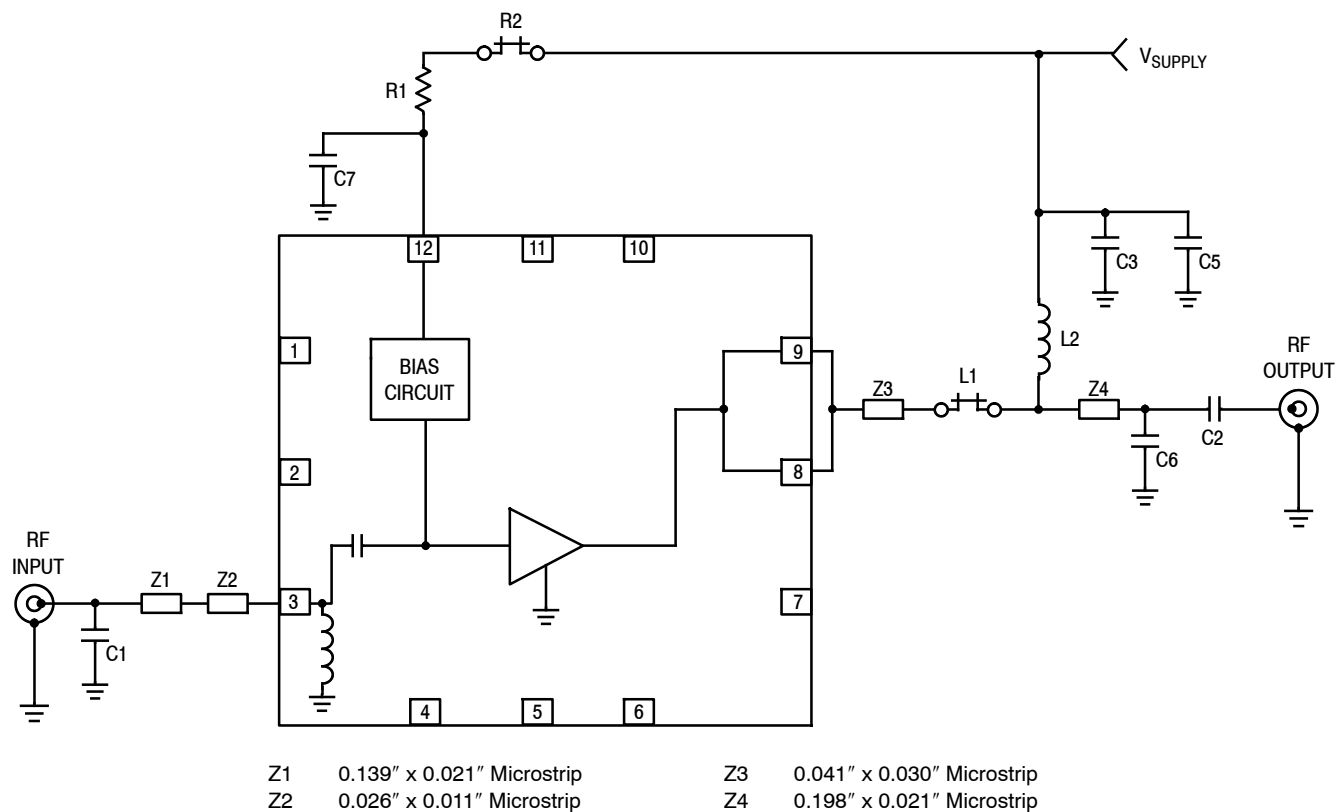 R2
V_SUPPLY
R1
C7
12
11
10
C3
C5
1
BIAS
CIRCUIT
9
L2
RF
OUTPUT
Z3
L1
Z4
2
8
C6
C2
RF
INPUT
Z1
Z2
3
7
C1
4
5
6
Z1 0.139″ x 0.021″ Microstrip
Z2 0.026″ x 0.011″ Microstrip
Z3 0.041″ x 0.030″ Microstrip
Z4 0.198″ x 0.021″ Microstrip